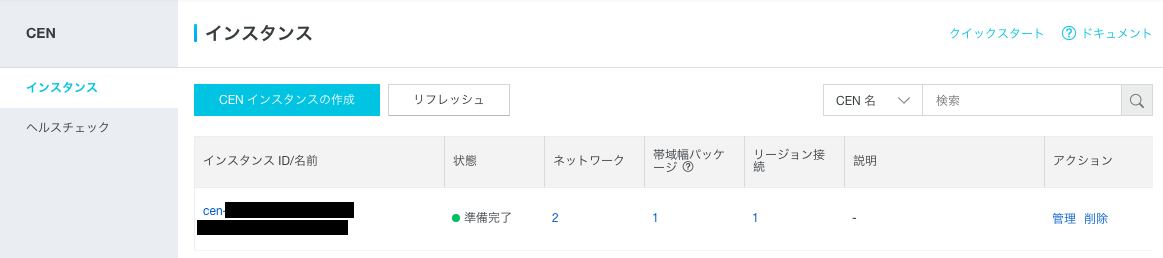 CEN
インスタンス
ヘルスチェック
インスタンス
クイックスタート
ドキュメント
CEN インスタンスの作成
リフレッシュ
CEN 名
検索
インスタンス ID/名前
状態
ネットワーク
帯域幅パッケ
ージ
リージョン接
続
説明
アクション
cen-
準備完了
2
1
1
-
管理 削除